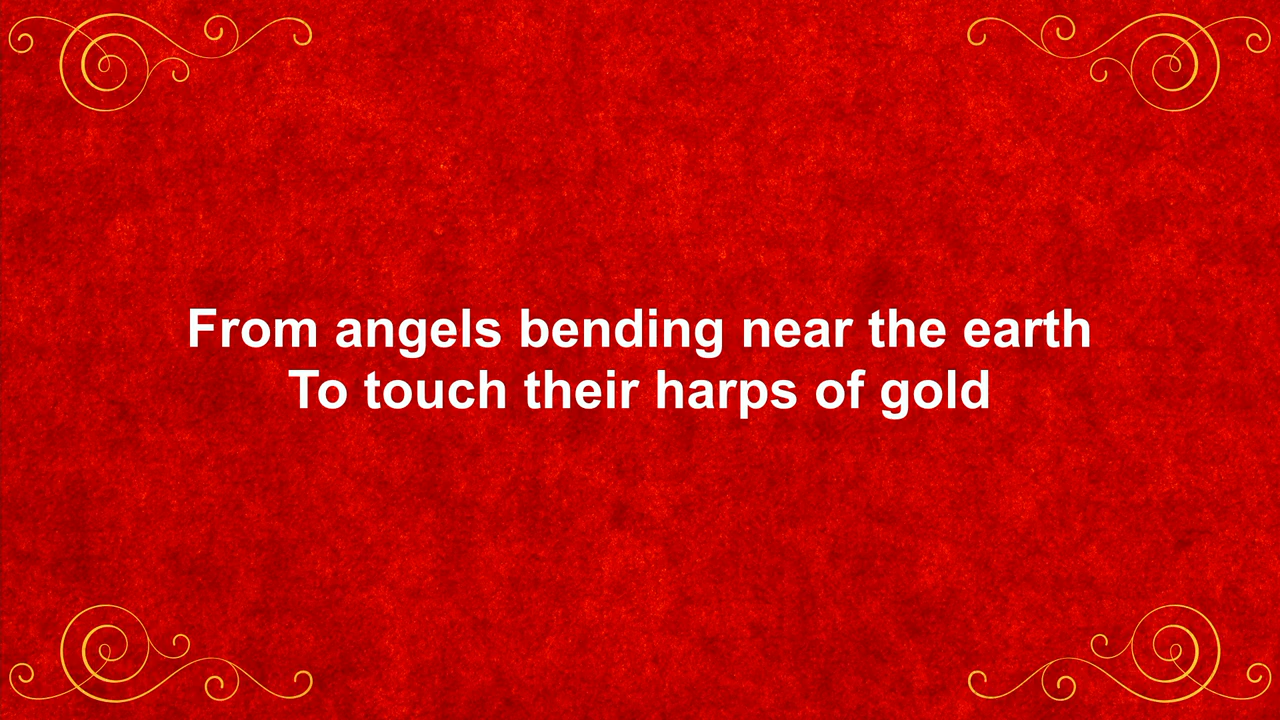 From angels bending near the earth
To touch their harps of gold